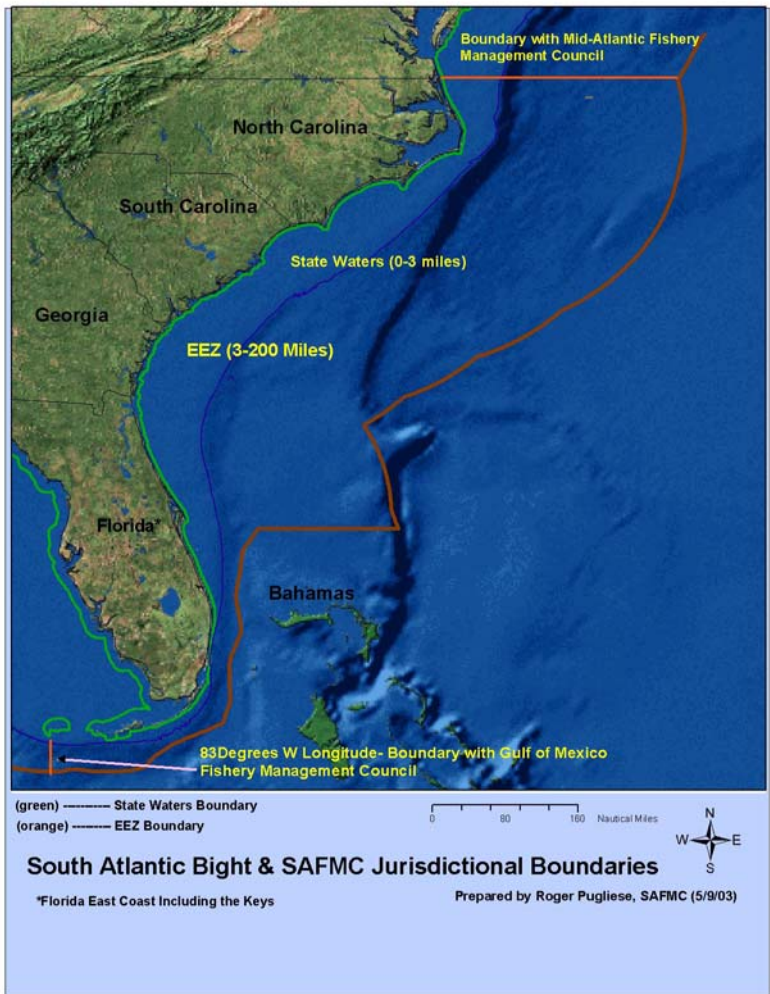 Boundary with Mid-Atlantic Fishery
Management Council
North Carolina
South Carolina
State Waters (0-3 miles)
Georgia
EEZ (3-200 Miles)
Florida*
Bahamas
83Degrees W Longitude- Boundary with Gulf of Mexico
Fishery Management Council
(green) ----------- State Waters Boundary
(orange) --------- EEZ Boundary
0 80 160 Nautical Miles
N
W E
S
South Atlantic Bight & SAFMC Jurisdictional Boundaries
*Florida East Coast Including the Keys
Prepared by Roger Pugliese, SAFMC (5/9/03)